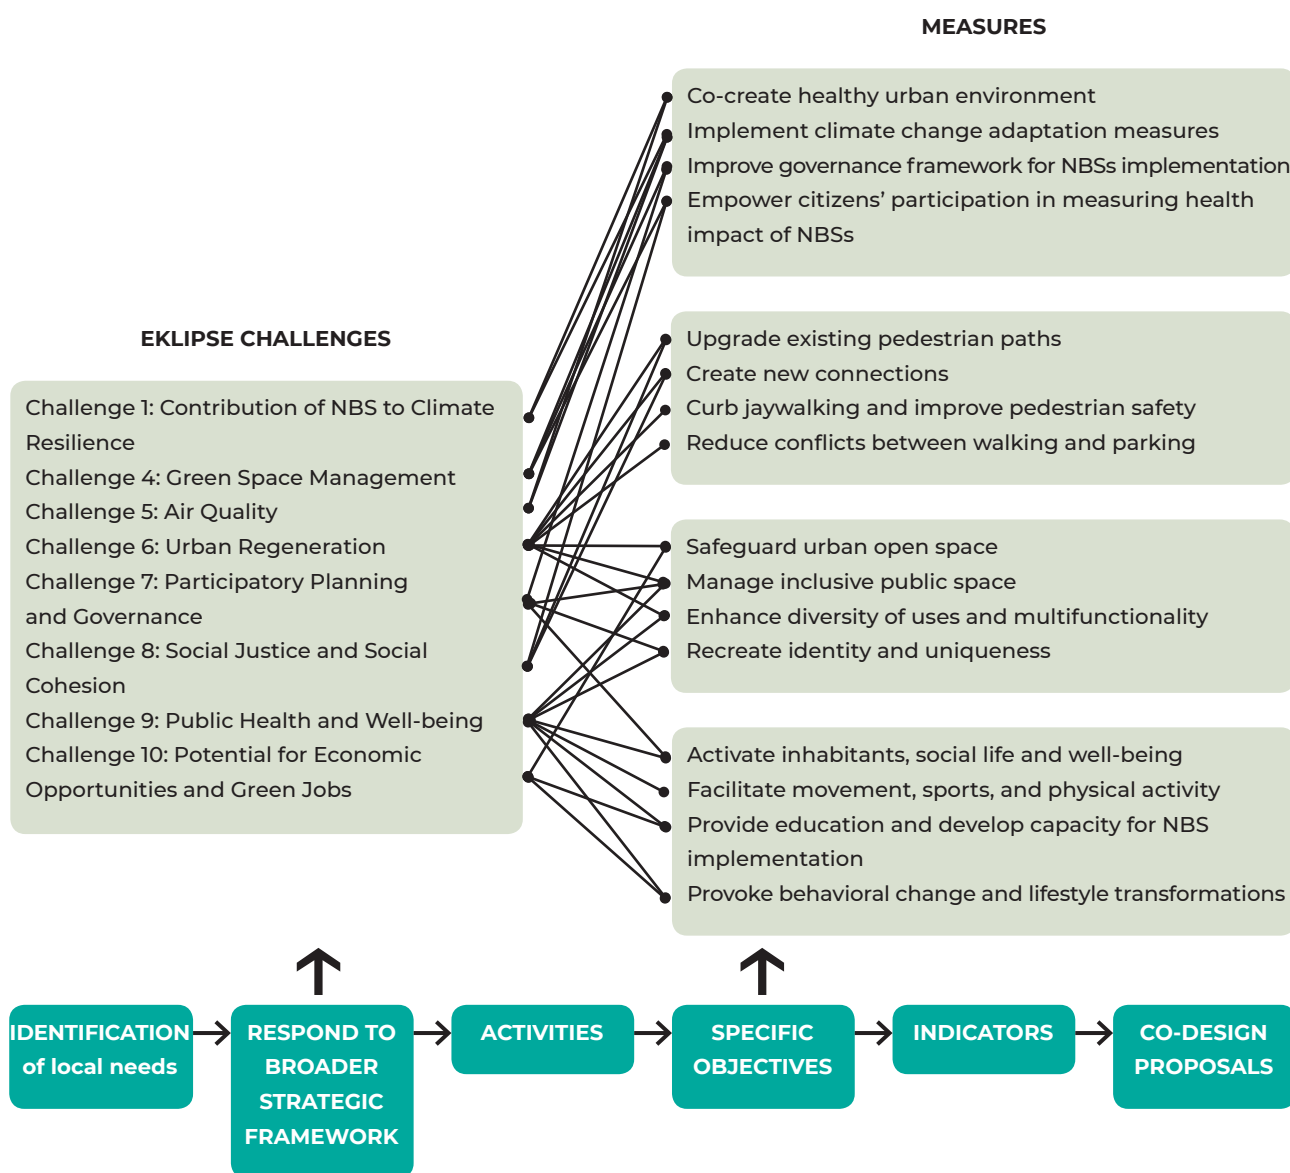 MEASURES
Co-create healthy urban environment
Implement climate change adaptation measures
Improve governance framework for NBSs implementation
Empower citizens’ participation in measuring health
impact of NBSs
Upgrade existing pedestrian paths
Create new connections
Curb jaywalking and improve pedestrian safety
Reduce conflicts between walking and parking
Safeguard urban open space
Manage inclusive public space
Enhance diversity of uses and multifunctionality
Recreate identity and uniqueness
Activate inhabitants, social life and well-being
Facilitate movement, sports, and physical activity
Provide education and develop capacity for NBS
implementation
Provoke behavioral change and lifestyle transformations
EKLIPSE CHALLENGES
Challenge 1: Contribution of NBS to Climate
Resilience
Challenge 4: Green Space Management
Challenge 5: Air Quality
Challenge 6: Urban Regeneration
Challenge 7: Participatory Planning
and Governance
Challenge 8: Social Justice and Social
Cohesion
Challenge 9: Public Health and Well-being
Challenge 10: Potential for Economic
Opportunities and Green Jobs
IDENTIFICATION
of local needs
RESPOND TO
BROADER
STRATEGIC
FRAMEWORK
ACTIVITIES
SPECIFIC
OBJECTIVES
INDICATORS
CO-DESIGN
PROPOSALS